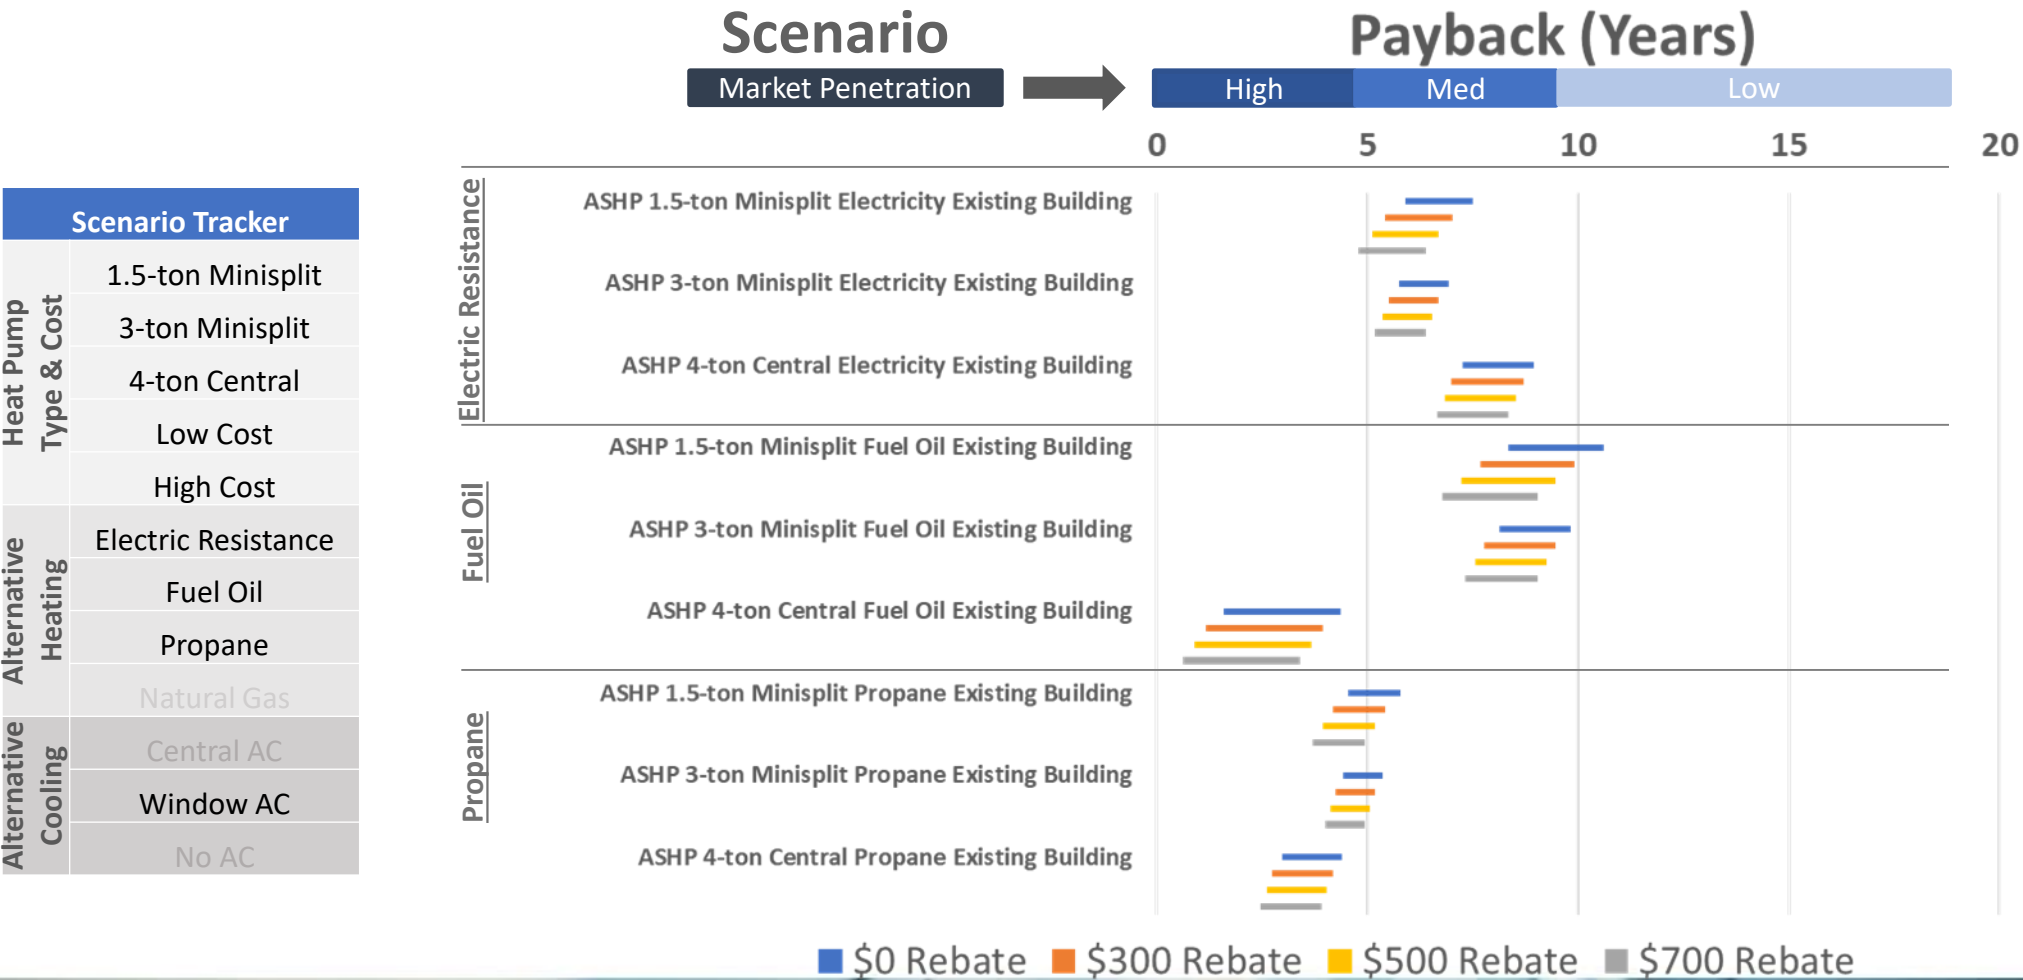 Scenario
Payback (Years)
Market Penetration
High
Med
Low
0
5
10
15
20
Scenario Tracker
Heat Pump
Type & Cost
1.5-ton Minisplit
3-ton Minisplit
4-ton Central
Low Cost
High Cost
Alternative
Heating
Electric Resistance
Fuel Oil
Propane
Natural Gas
Alternative
Cooling
Central AC
Window AC
No AC
Electric Resistance
ASHP 1.5-ton Minisplit Electricity Existing Building
ASHP 3-ton Minisplit Electricity Existing Building
ASHP 4-ton Central Electricity Existing Building
Fuel Oil
ASHP 1.5-ton Minisplit Fuel Oil Existing Building
ASHP 3-ton Minisplit Fuel Oil Existing Building
ASHP 4-ton Central Fuel Oil Existing Building
Propane
ASHP 1.5-ton Minisplit Propane Existing Building
ASHP 3-ton Minisplit Propane Existing Building
ASHP 4-ton Central Propane Existing Building
$0 Rebate
$300 Rebate
$500 Rebate
$700 Rebate